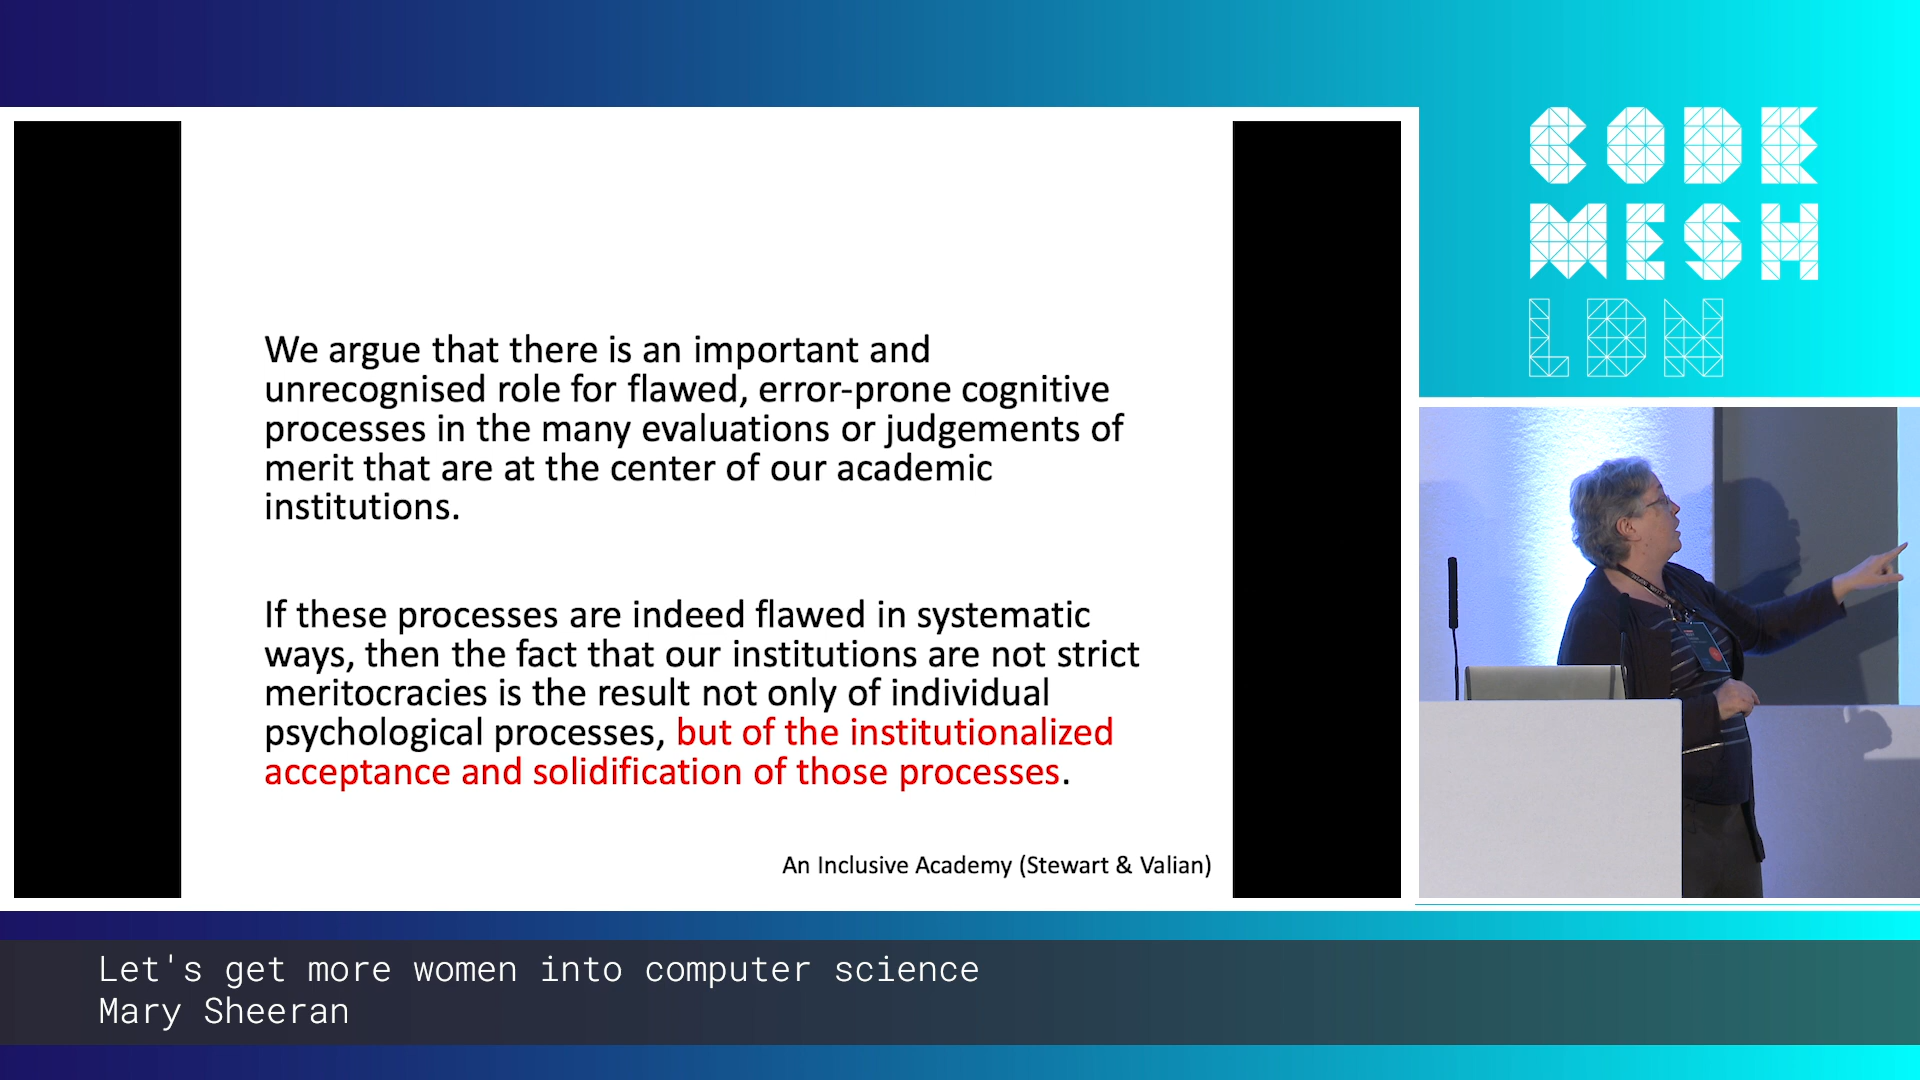 We argue that there is an important and
unrecognised role for flawed, error-prone cognitive
processes in the many evaluations or judgements of
merit that are at the center of our academic
institutions.
If these processes are indeed flawed in systematic
ways, then the fact that our institutions are not strict
meritocracies is the result not only of individual
psychological processes, but of the institutionalized
acceptance and solidification of those processes.
An Inclusive Academy (Stewart & Valian)
CODE
MESH
LDN
Let's get more women into computer science
Mary Sheeran